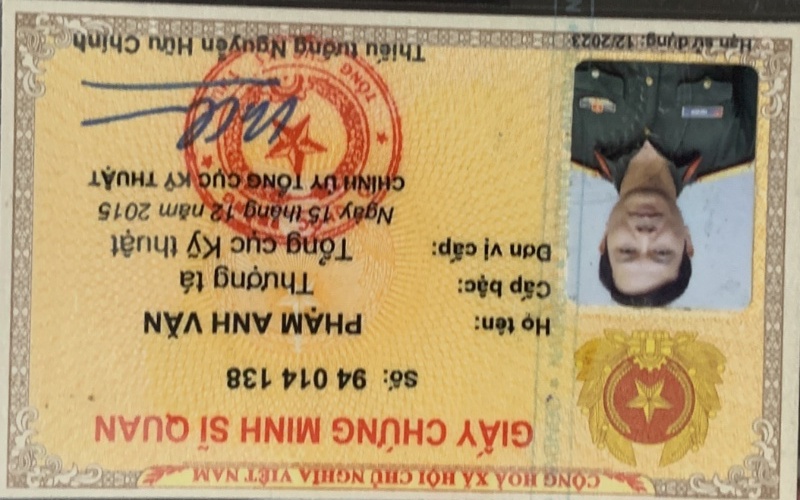 CỘNG HOÀ XÃ HỘI CHỦ NGHĨA VIỆT NAM
GIẤY CHỨNG MINH SĨ QUAN
Số: 94 014 138
Họ tên: PHẠM ANH VĂN
Cấp bậc: Thượng tá
Đơn vị cấp: Tổng cục Kỹ thuật
Ngày 15 tháng 12 năm 2015
CHÍNH ỦY TỔNG CỤC KỸ THUẬT
Thiếu tướng Nguyễn Hữu Chính
Hạn sử dụng: 12/2023